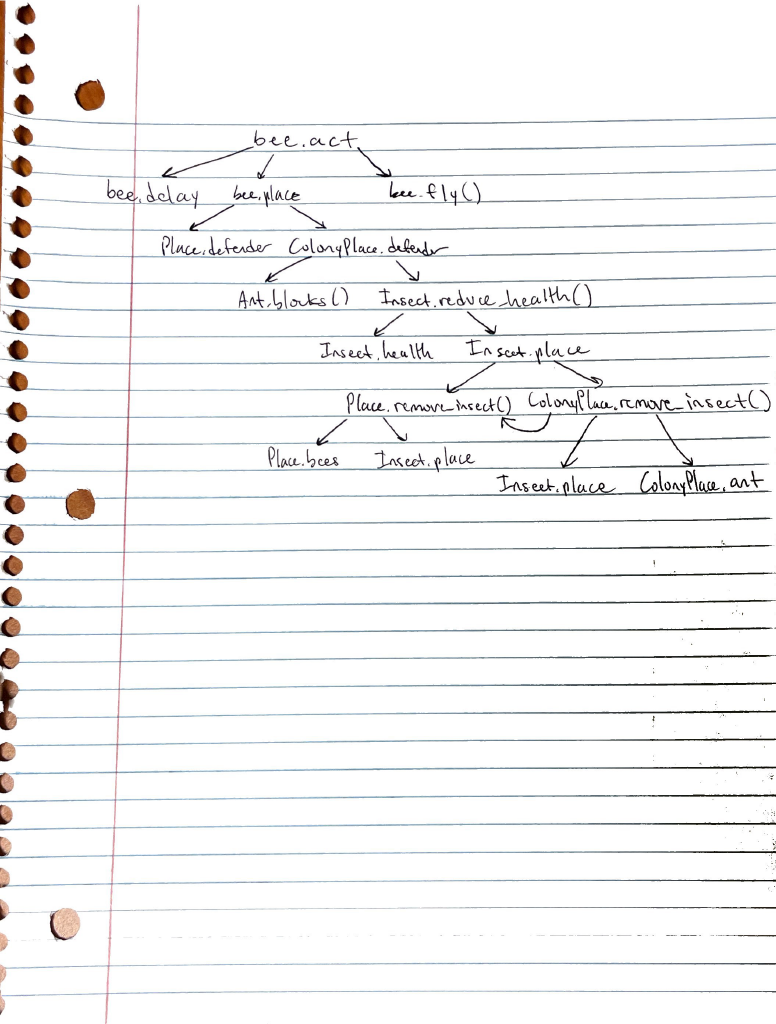 bee.act
bee.delay bee.place bee.fly()
Place.defender ColonyPlace.defender
Ant.blocks() Insect.reduce_health()
Insect.health Insect.place
Place.remove_insect() ColonyPlace.remove_insect()
Place.bees Insect.place
Insect.place ColonyPlace.ant